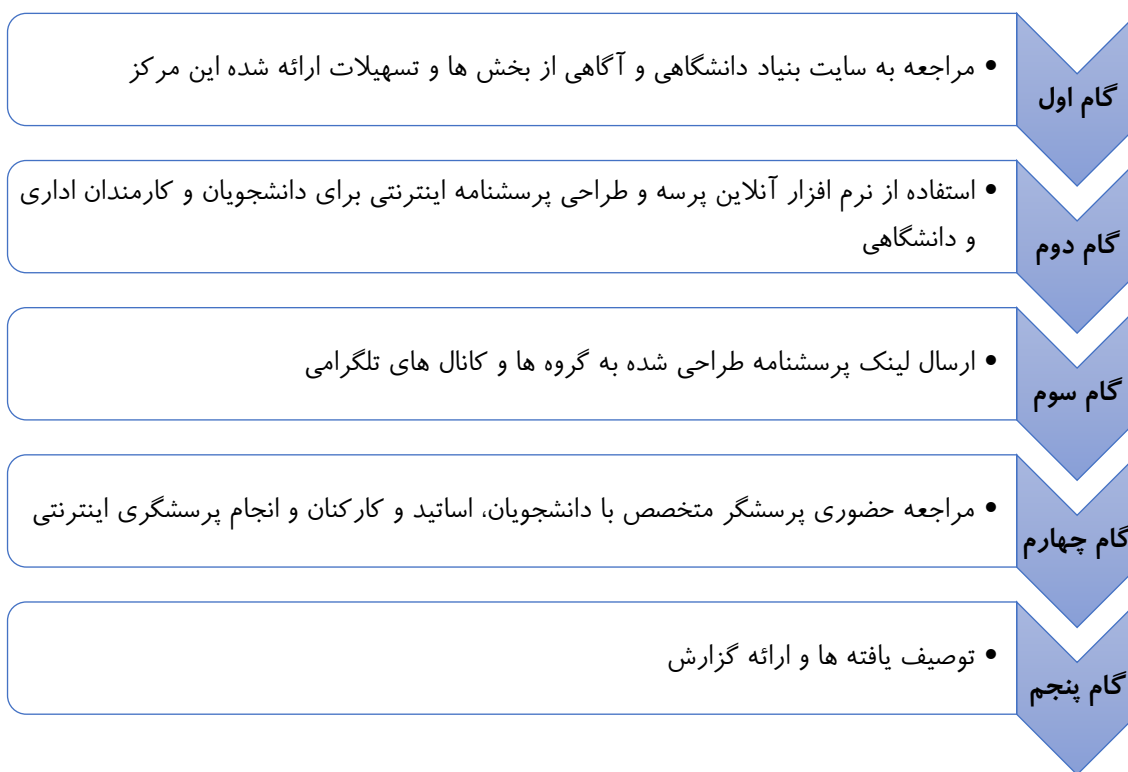 گام اول
• مراجعه به سایت بنیاد دانشگاهی و آگاهی از بخش ها و تسهیلات ارائه شده این مرکز
گام دوم
• استفاده از نرم افزار آنلاین پرسه و طراحی پرسشنامه اینترنتی برای دانشجویان و کارمندان اداری
و دانشگاهی
گام سوم
• ارسال لینک پرسشنامه طراحی شده به گروه ها و کانال های تلگرامی
گام چهارم
• مراجعه حضوری پرسشگر متخصص با دانشجویان، اساتید و کارکنان و انجام پرسشگری اینترنتی
گام پنجم
• توصیف یافته ها و ارائه گزارش